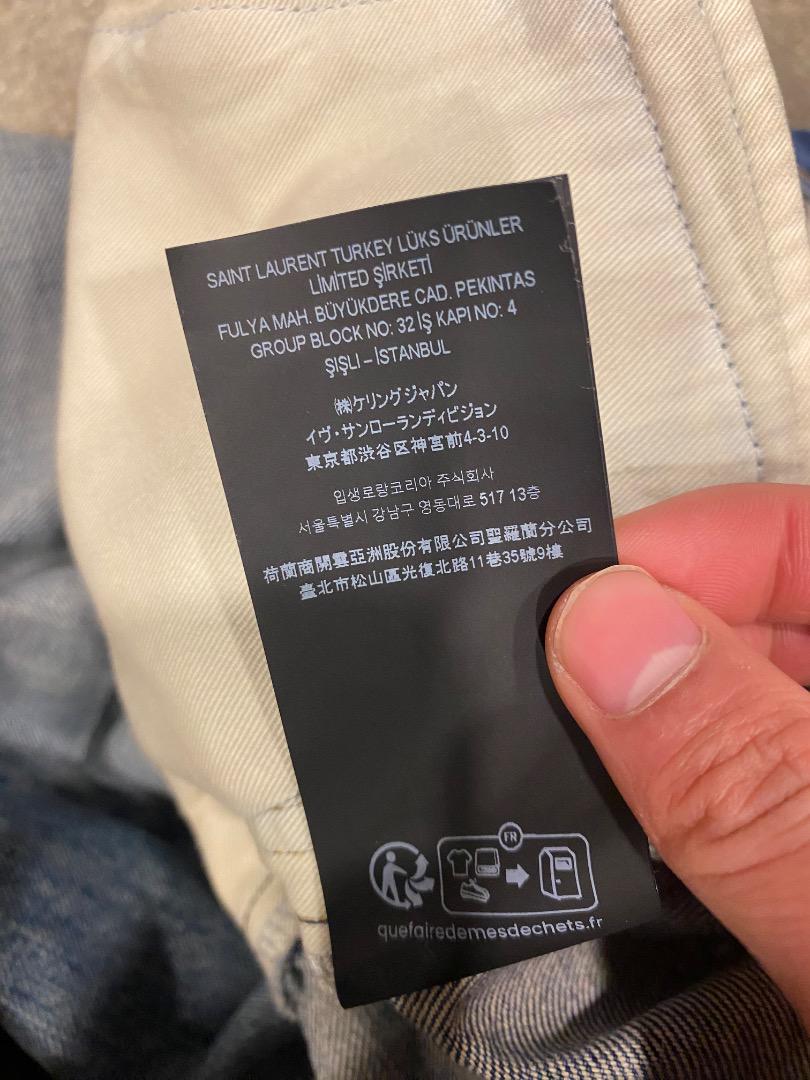 SAINT LAURENT TURKEY LÜKS ÜRÜNLER
LİMİTED ŞİRKETİ
FULYA MAH. BÜYÜKDERE CAD. PEKINTAS
GROUP BLOCK NO: 32 İŞ KAPI NO: 4
ŞIŞLI – İSTANBUL
㈱ケリングジャパン
イヴ・サンローランディビジョン
東京都渋谷区神宮前4-3-10
입생로랑코리아 주식회사
서울특별시 강남구 영동대로 517 13층
荷蘭商開雲亞洲股份有限公司聖羅蘭分公司
臺北市松山區光復北路11巷35號9樓
FR
quefairedemesdechets.fr